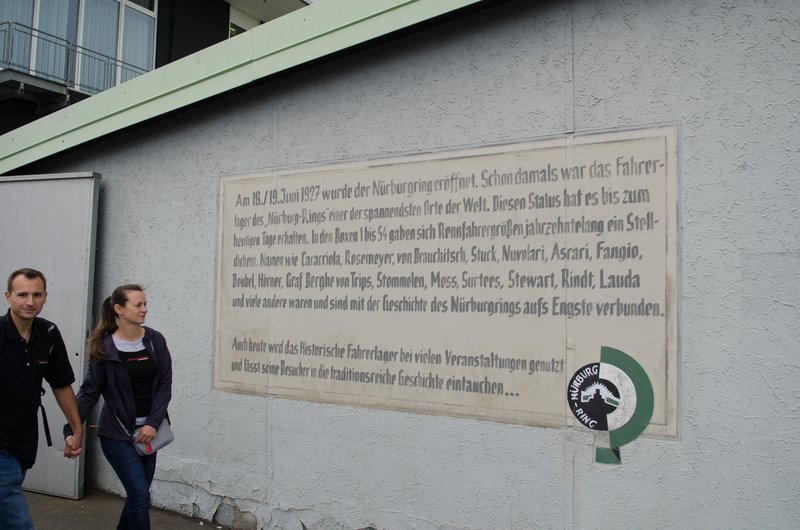 Am 18./19. Juni 1927 wurde der Nürburgring eröffnet. Schon damals war das Fahrer-
lager des „Nürburg-Rings" einer der spannendsten Orte der Welt. Diesen Status hat es bis zum
heutigen Tage erhalten. In den Boxen 1 bis 54 gaben sich Rennfahrergrößen jahrzehntelang ein Stell-
dichein. Namen wie Caracciola, Rosemeyer, von Brauchitsch, Stuck, Nuvolari, Ascari, Fangio,
Deubel, Hörner, Graf Berghe von Trips, Stommelen, Moss, Surtees, Stewart, Rindt, Lauda
und viele andere waren und sind mit der Geschichte des Nürburgrings aufs Engste verbunden.
Auch heute wird das Historische Fahrerlager bei vielen Veranstaltungen genutzt
und lässt seine Besucher in die traditionsreiche Geschichte eintauchen...
NÜRBURG
-RING